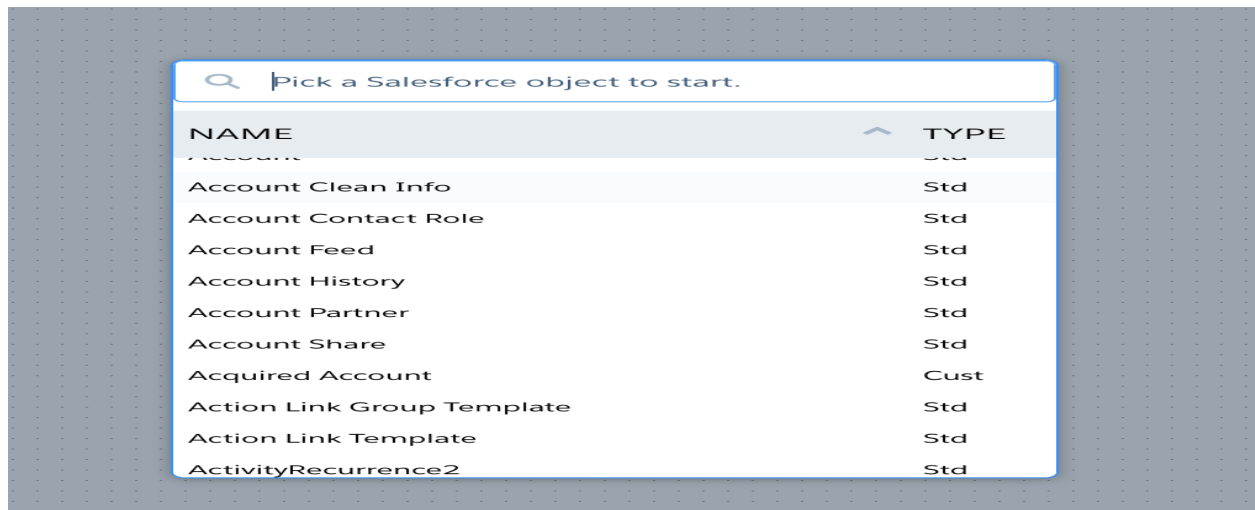 Pick a Salesforce object to start.
NAME TYPE
Account Std
Account Clean Info Std
Account Contact Role Std
Account Feed Std
Account History Std
Account Partner Std
Account Share Std
Acquired Account Cust
Action Link Group Template Std
Action Link Template Std
ActivityRecurrence2 Std